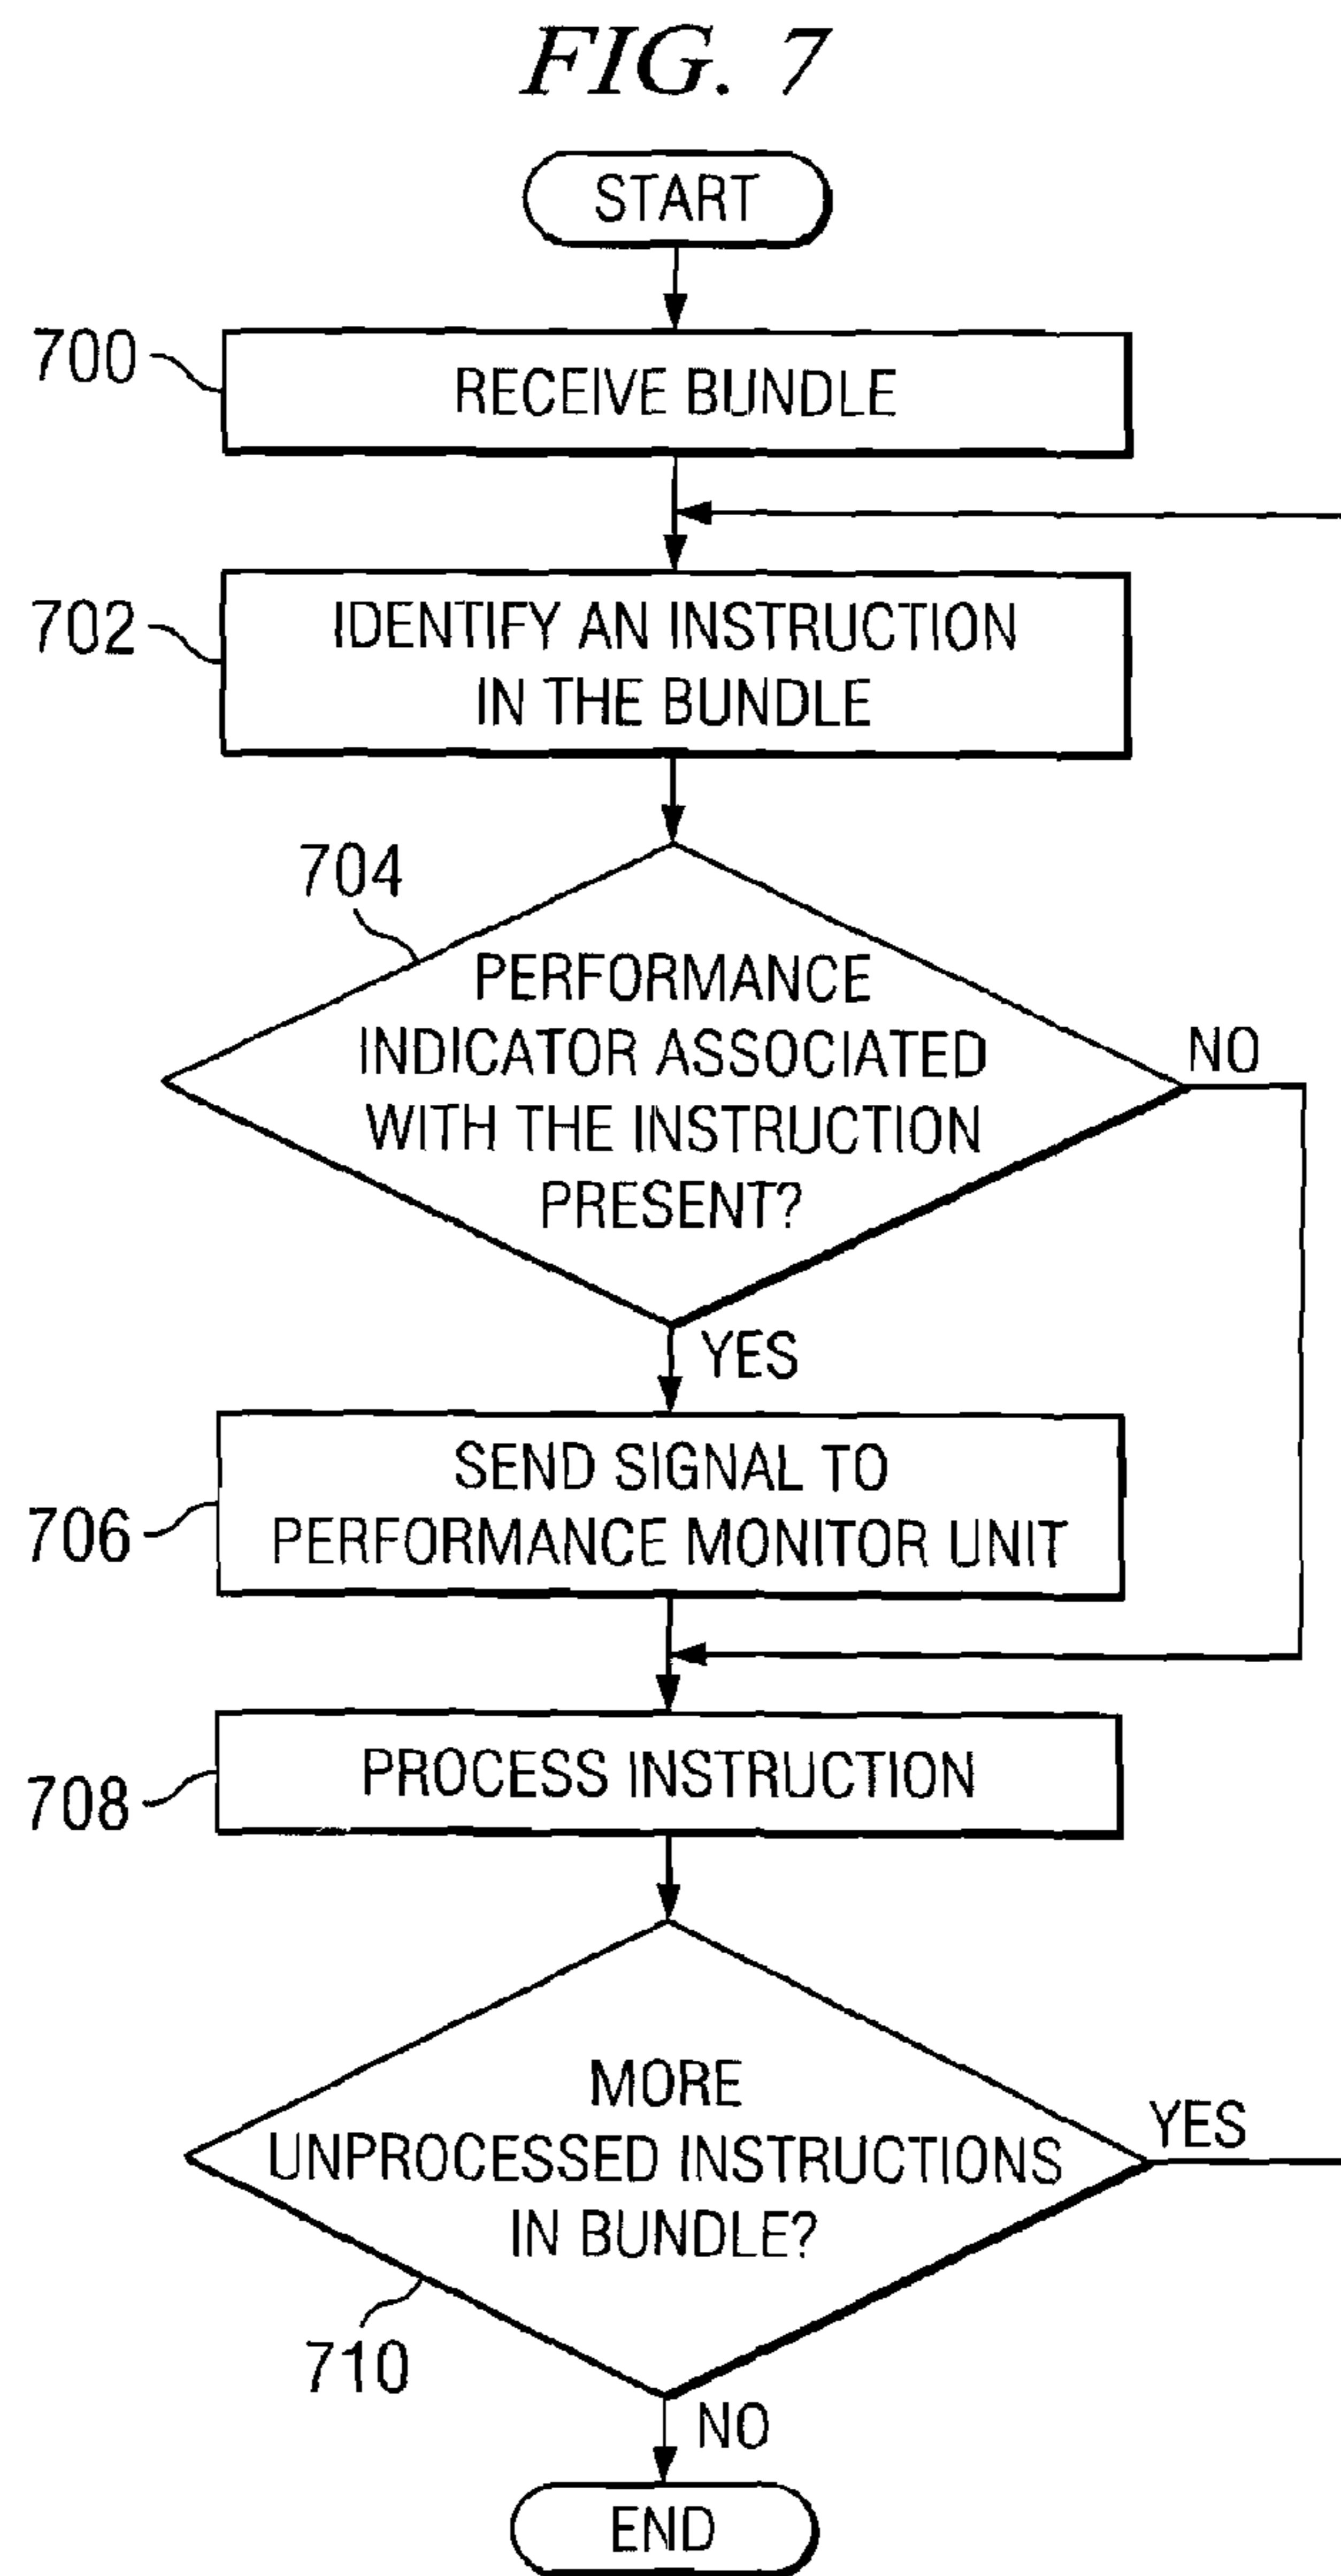 FIG. 7
START
700
RECEIVE BUNDLE
702
IDENTIFY AN INSTRUCTION
IN THE BUNDLE
704
PERFORMANCE
INDICATOR ASSOCIATED
WITH THE INSTRUCTION
PRESENT?
NO
YES
706
SEND SIGNAL TO
PERFORMANCE MONITOR UNIT
708
PROCESS INSTRUCTION
MORE
UNPROCESSED INSTRUCTIONS
IN BUNDLE?
YES
710
NO
END